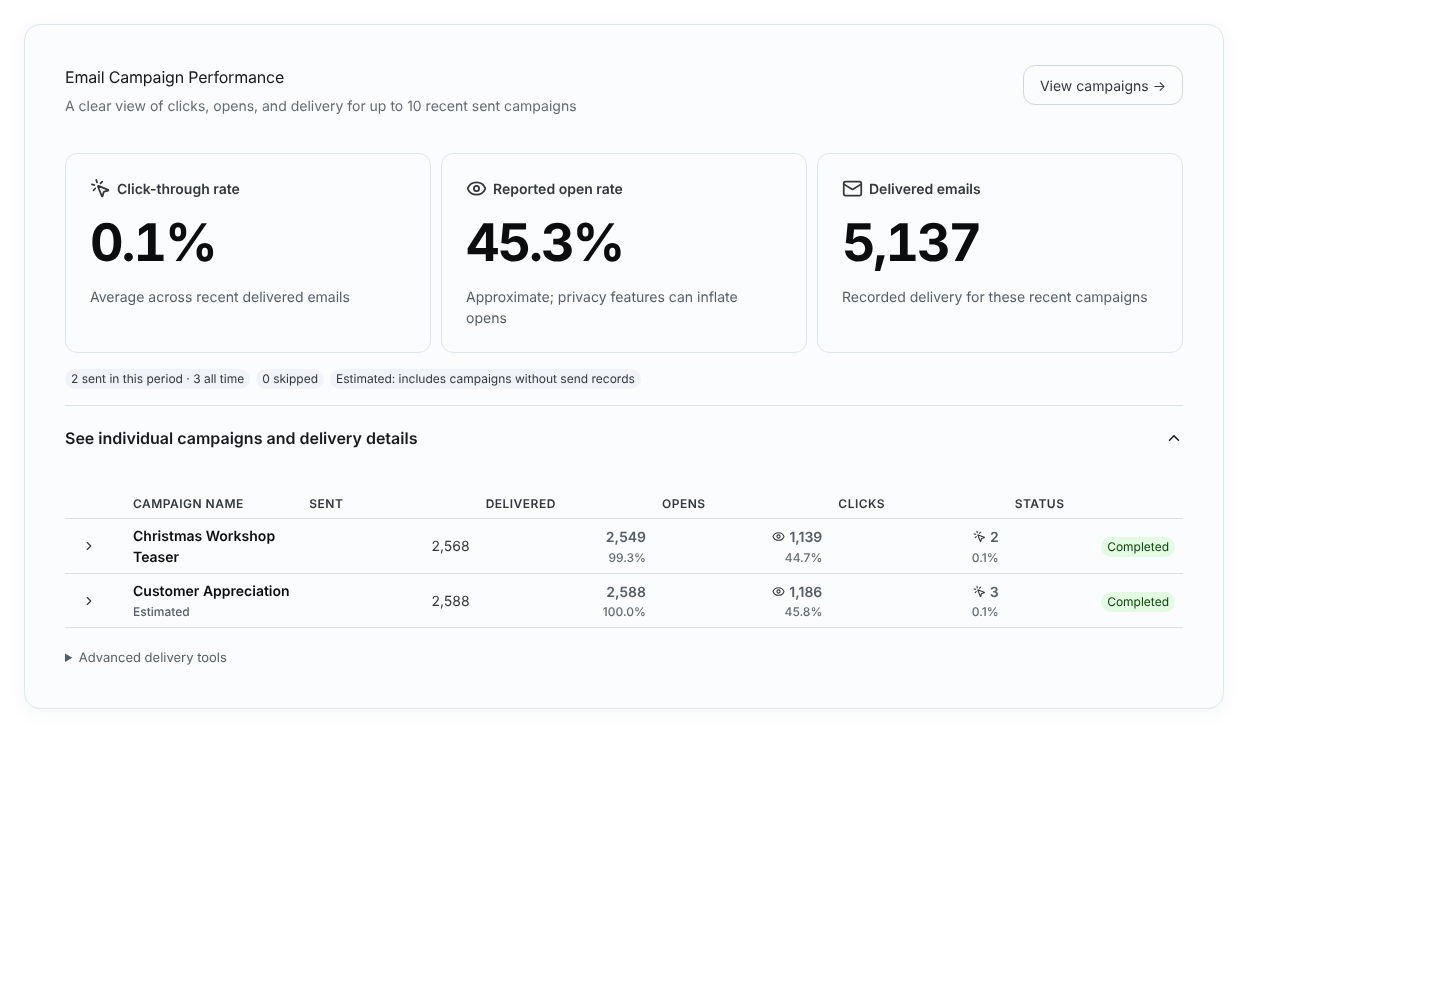 Email Campaign Performance
A clear view of clicks, opens, and delivery for up to 10 recent sent campaigns
View campaigns →
Click-through rate
0.1%
Average across recent delivered emails
Reported open rate
45.3%
Approximate; privacy features can inflate
opens
Delivered emails
5,137
Recorded delivery for these recent campaigns
2 sent in this period · 3 all time
0 skipped
Estimated: includes campaigns without send records
See individual campaigns and delivery details
CAMPAIGN NAME SENT DELIVERED OPENS CLICKS STATUS
Christmas Workshop
Teaser
2,568
2,549
99.3%
1,139
44.7%
2
0.1%
Completed
Customer Appreciation
Estimated
2,588
2,588
100.0%
1,186
45.8%
3
0.1%
Completed
Advanced delivery tools